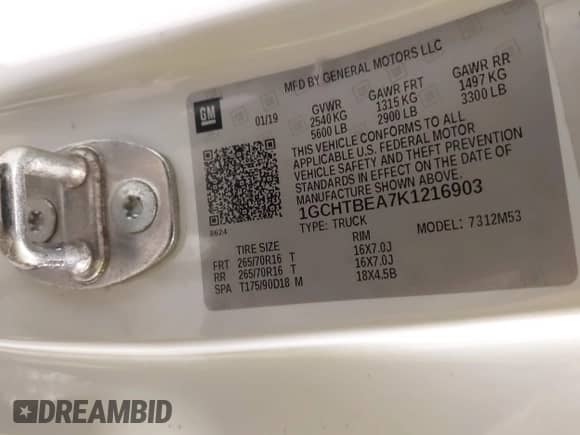 MFD BY GENERAL MOTORS LLC
GM
01/19 GVWR GAWR FRT GAWR RR
2540 KG 1315 KG 1497 KG
5600 LB 2900 LB 3300 LB
THIS VEHICLE CONFORMS TO ALL
APPLICABLE U.S. FEDERAL MOTOR
VEHICLE SAFETY AND THEFT PREVENTION
STANDARDS IN EFFECT ON THE DATE OF
MANUFACTURE SHOWN ABOVE.
1GCHTBEA7K1216903
8624 TYPE: TRUCK MODEL: 7312M53
TIRE SIZE RIM
FRT 265/70R16 T 16X7.0J
RR 265/70R16 T 16X7.0J
SPA T175/90D18 M 18X4.5B
DREAMBID